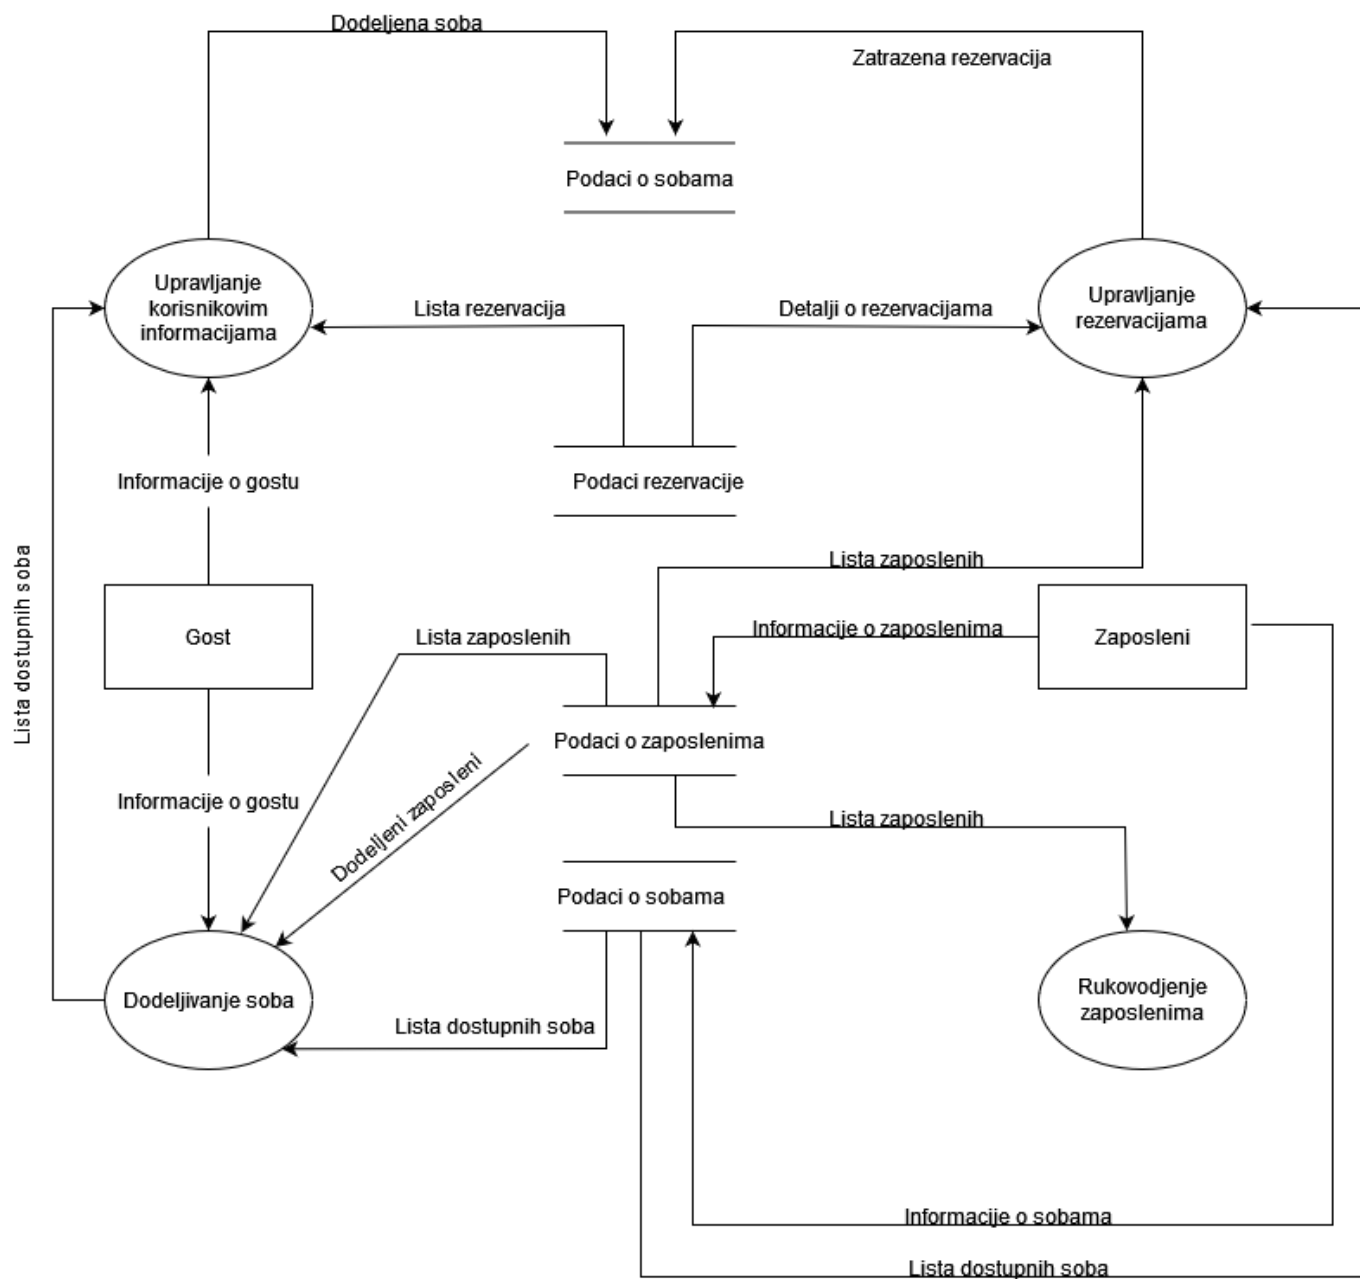 Dodeljena soba
Zatrazena rezervacija
Podaci o sobama
Upravljanje
korisnikovim
informacijama
Lista rezervacija
Detalji o rezervacijama
Upravljanje
rezervacijama
Informacije o gostu
Podaci rezervacije
Lista dostupnih soba
Lista zaposlenih
Gost
Lista zaposlenih
Informacije o zaposlenima
Zaposleni
Podaci o zaposlenima
Dodeljeni zaposleni
Informacije o gostu
Lista zaposlenih
Podaci o sobama
Dodeljivanje soba
Lista dostupnih soba
Rukovodjenje
zaposlenima
Informacije o sobama
Lista dostupnih soba